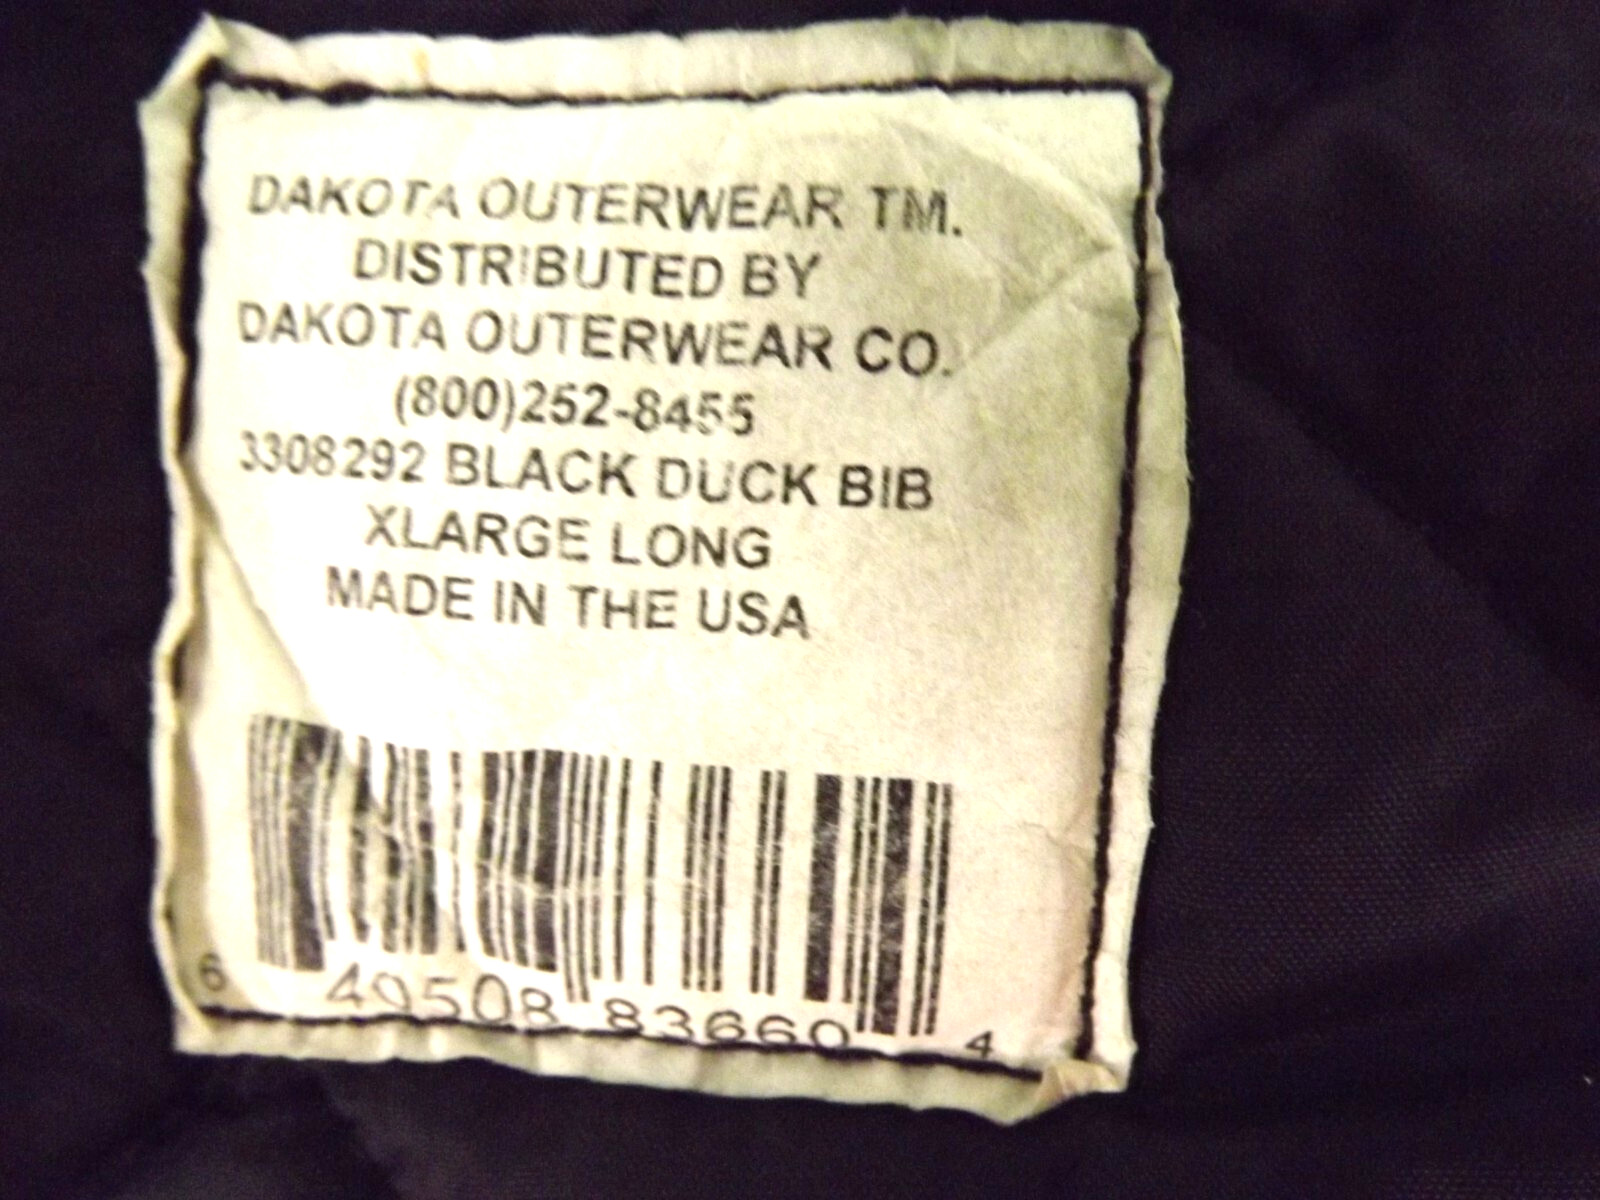 DAKOTA OUTERWEAR TM.
DISTRIBUTED BY
DAKOTA OUTERWEAR CO.
(800)252-8455
3308292 BLACK DUCK BIB
XLARGE LONG
MADE IN THE USA
6 49508 83660 4